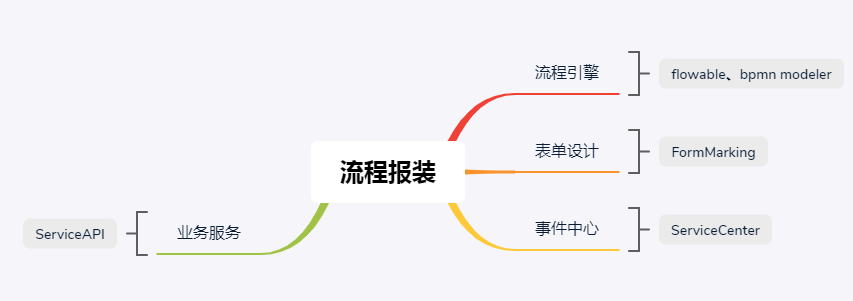 流程报装
流程引擎
flowable、bpmn modeler
表单设计
FormMarking
事件中心
ServiceCenter
业务服务
ServiceAPI